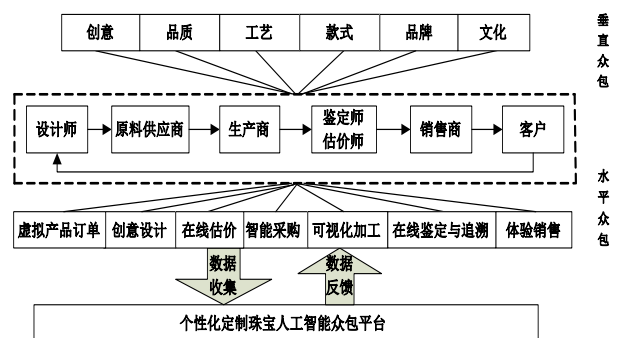 创意 品质 工艺 款式 品牌 文化
垂直众包
设计师 原料供应商 生产商 鉴定师 估价师 销售商 客户
水平众包
虚拟产品订单 创意设计 在线估价 智能采购 可视化加工 在线鉴定与追溯 体验销售
数据收集 数据反馈
个性化定制珠宝人工智能众包平台